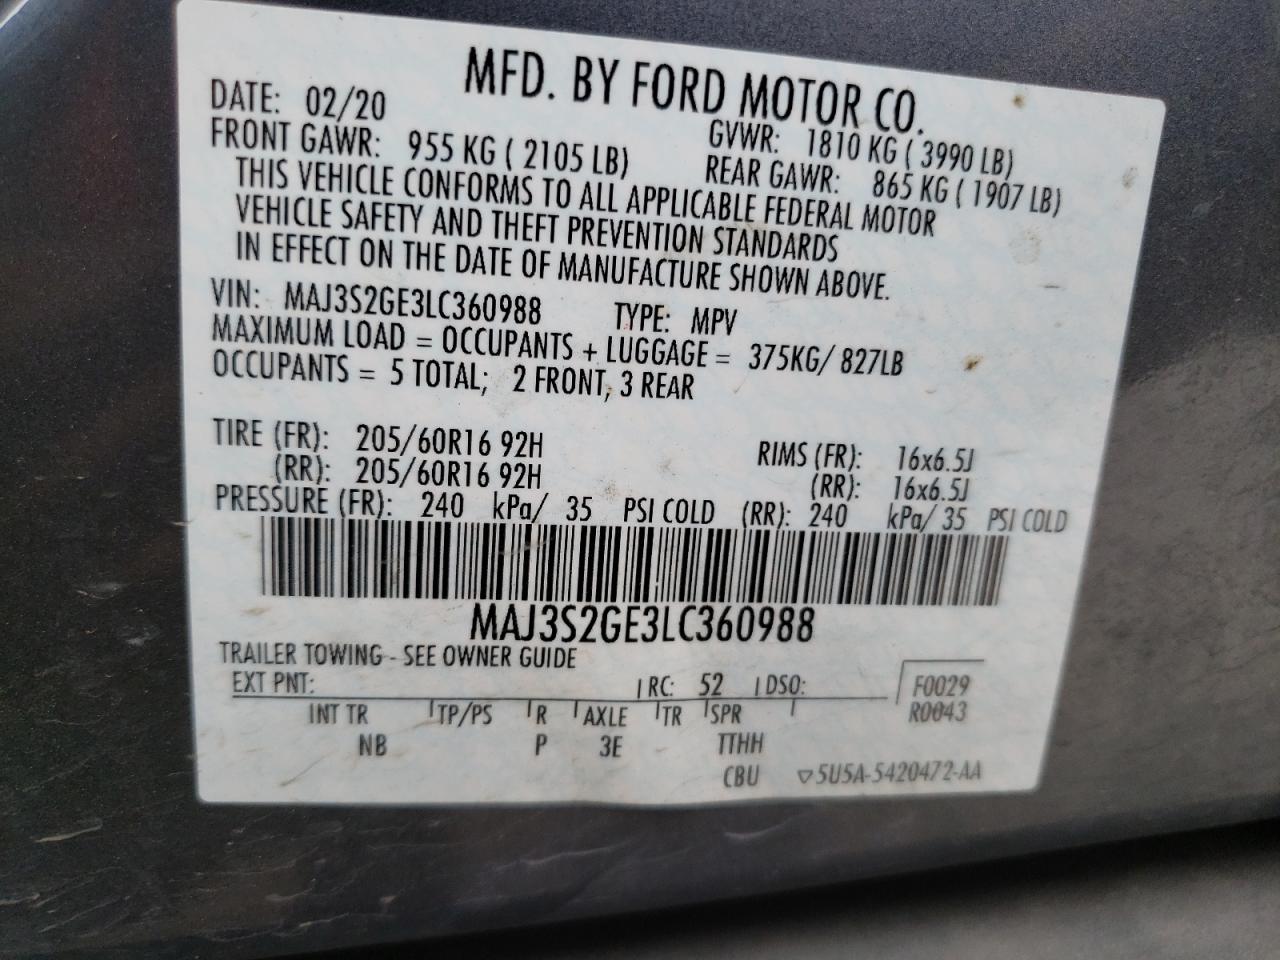 MFD. BY FORD MOTOR CO.
DATE: 02/20 GVWR: 1810 KG ( 3990 LB)
FRONT GAWR: 955 KG ( 2105 LB) REAR GAWR: 865 KG ( 1907 LB)
THIS VEHICLE CONFORMS TO ALL APPLICABLE FEDERAL MOTOR
VEHICLE SAFETY AND THEFT PREVENTION STANDARDS
IN EFFECT ON THE DATE OF MANUFACTURE SHOWN ABOVE.
VIN: MAJ3S2GE3LC360988 TYPE: MPV
MAXIMUM LOAD = OCCUPANTS + LUGGAGE = 375KG/ 827LB
OCCUPANTS = 5 TOTAL; 2 FRONT, 3 REAR
TIRE (FR): 205/60R16 92H RIMS (FR): 16x6.5J
(RR): 205/60R16 92H (RR): 16x6.5J
PRESSURE (FR): 240 kPa/ 35 PSI COLD (RR): 240 kPa/ 35 PSI COLD
MAJ3S2GE3LC360988
TRAILER TOWING - SEE OWNER GUIDE
EXT PNT: RC: 52 DSO: F0029
INT TR TP/PS R AXLE TR SPR R0043
NB P 3E TTHH
CBU ▽5U5A-5420472-AA